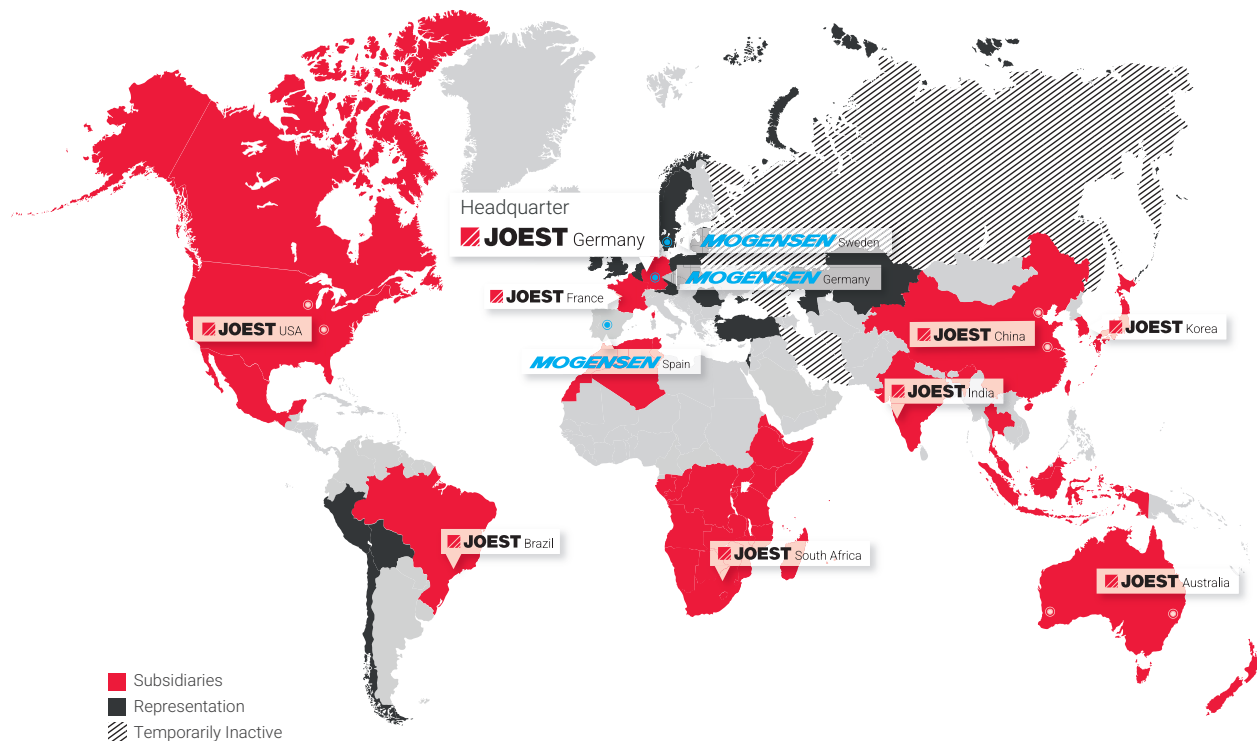 Headquarter
JOEST Germany
MOGENSEN Sweden
MOGENSEN Germany
JOEST France
JOEST USA
JOEST China
JOEST Korea
MOGENSEN Spain
JOEST India
JOEST Brazil
JOEST South Africa
JOEST Australia
Subsidiaries
Representation
Temporarily Inactive